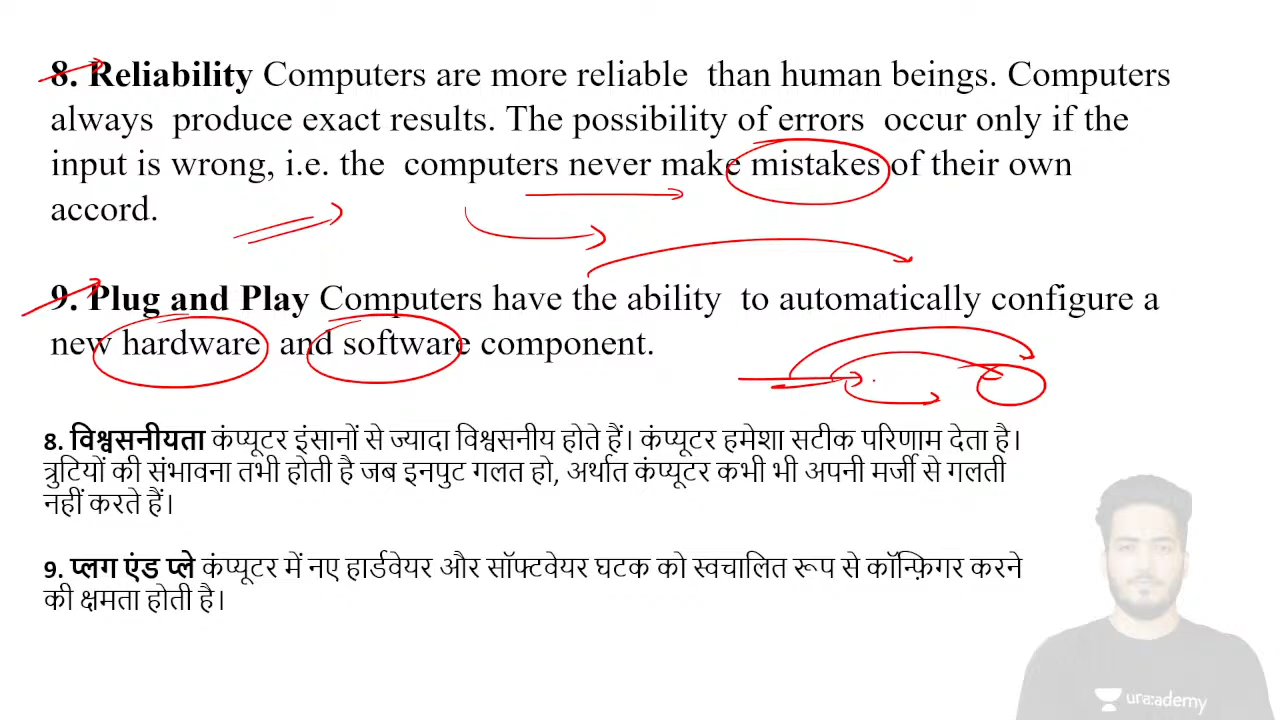 8. Reliability Computers are more reliable than human beings. Computers
always produce exact results. The possibility of errors occur only if the
input is wrong, i.e. the computers never make mistakes of their own
accord.
9. Plug and Play Computers have the ability to automatically configure a
new hardware and software component.
8. विश्वसनीयता कंप्यूटर इंसानों से ज्यादा विश्वसनीय होते हैं। कंप्यूटर हमेशा सटीक परिणाम देता है।
त्रुटियों की संभावना तभी होती है जब इनपुट गलत हो, अर्थात कंप्यूटर कभी भी अपनी मर्जी से गलती
नहीं करते हैं।
9. प्लग एंड प्ले कंप्यूटर में नए हार्डवेयर और सॉफ्टवेयर घटक को स्वचालित रूप से कॉन्फ़िगर करने
की क्षमता होती है।